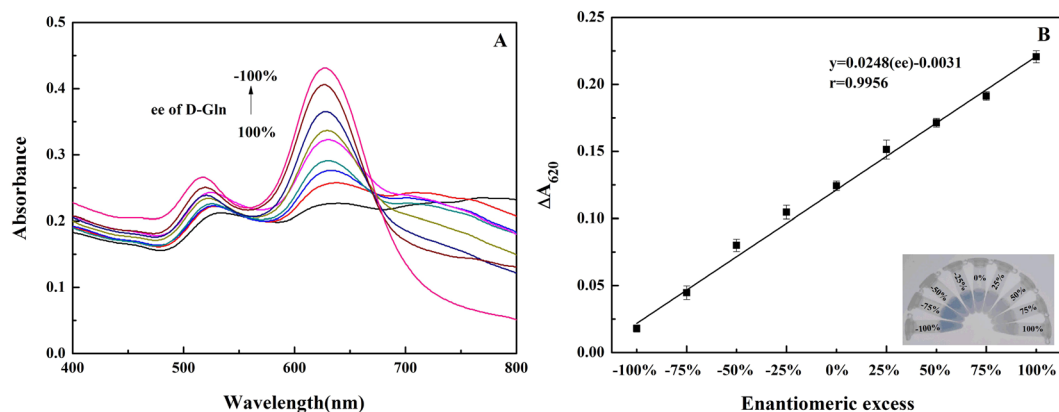 A
0.5
0.4
0.3
0.2
0.1
0.0
Absorbance
-100%
ee of D-Gln
100%
400
500
600
700
800
Wavelength(nm)
B
y=0.0248(ee)-0.0031
r=0.9956
0.25
0.20
0.15
0.10
0.05
0.00
ΔA620
-100%
-75%
-50%
-25%
0%
25%
50%
75%
100%
-100% -75% -50% -25% 0% 25% 50% 75% 100%
Enantiomeric excess